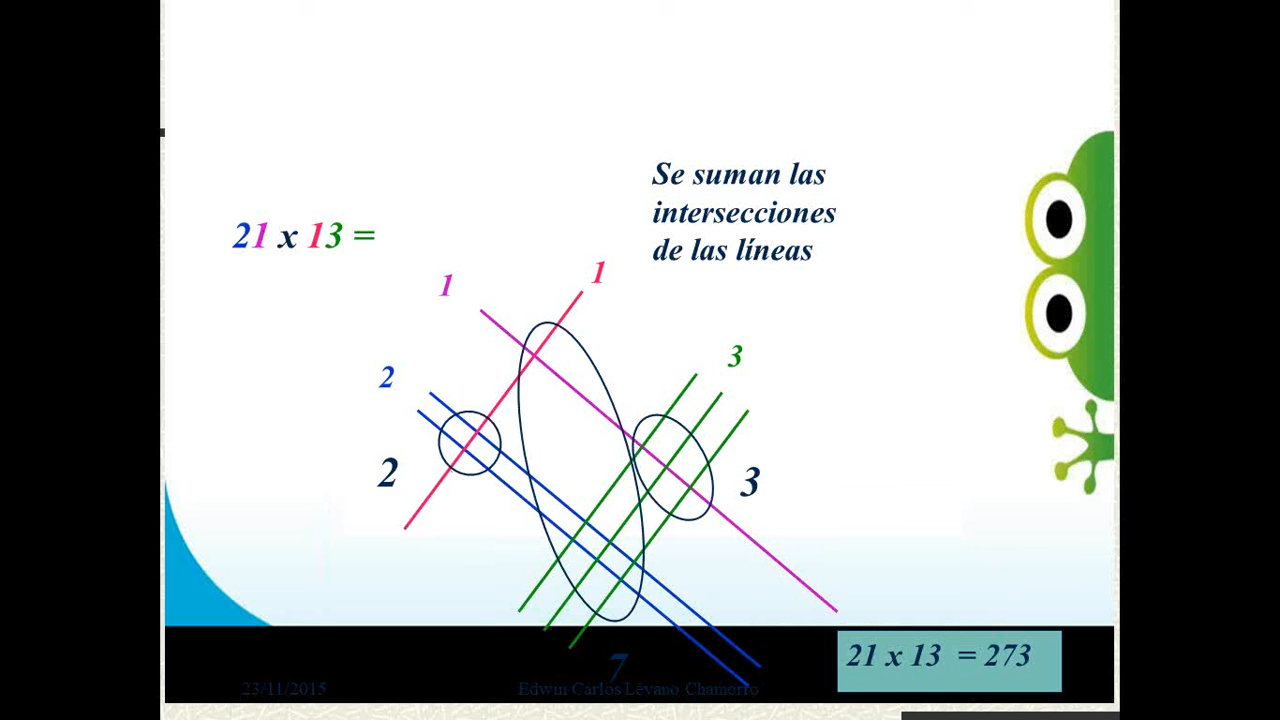 Se suman las
intersecciones
de las líneas
21 x 13 =
1
1
2
3
2
3
7
21 x 13 = 273
23/11/2015
Edwin Carlos Lévano Chamorro